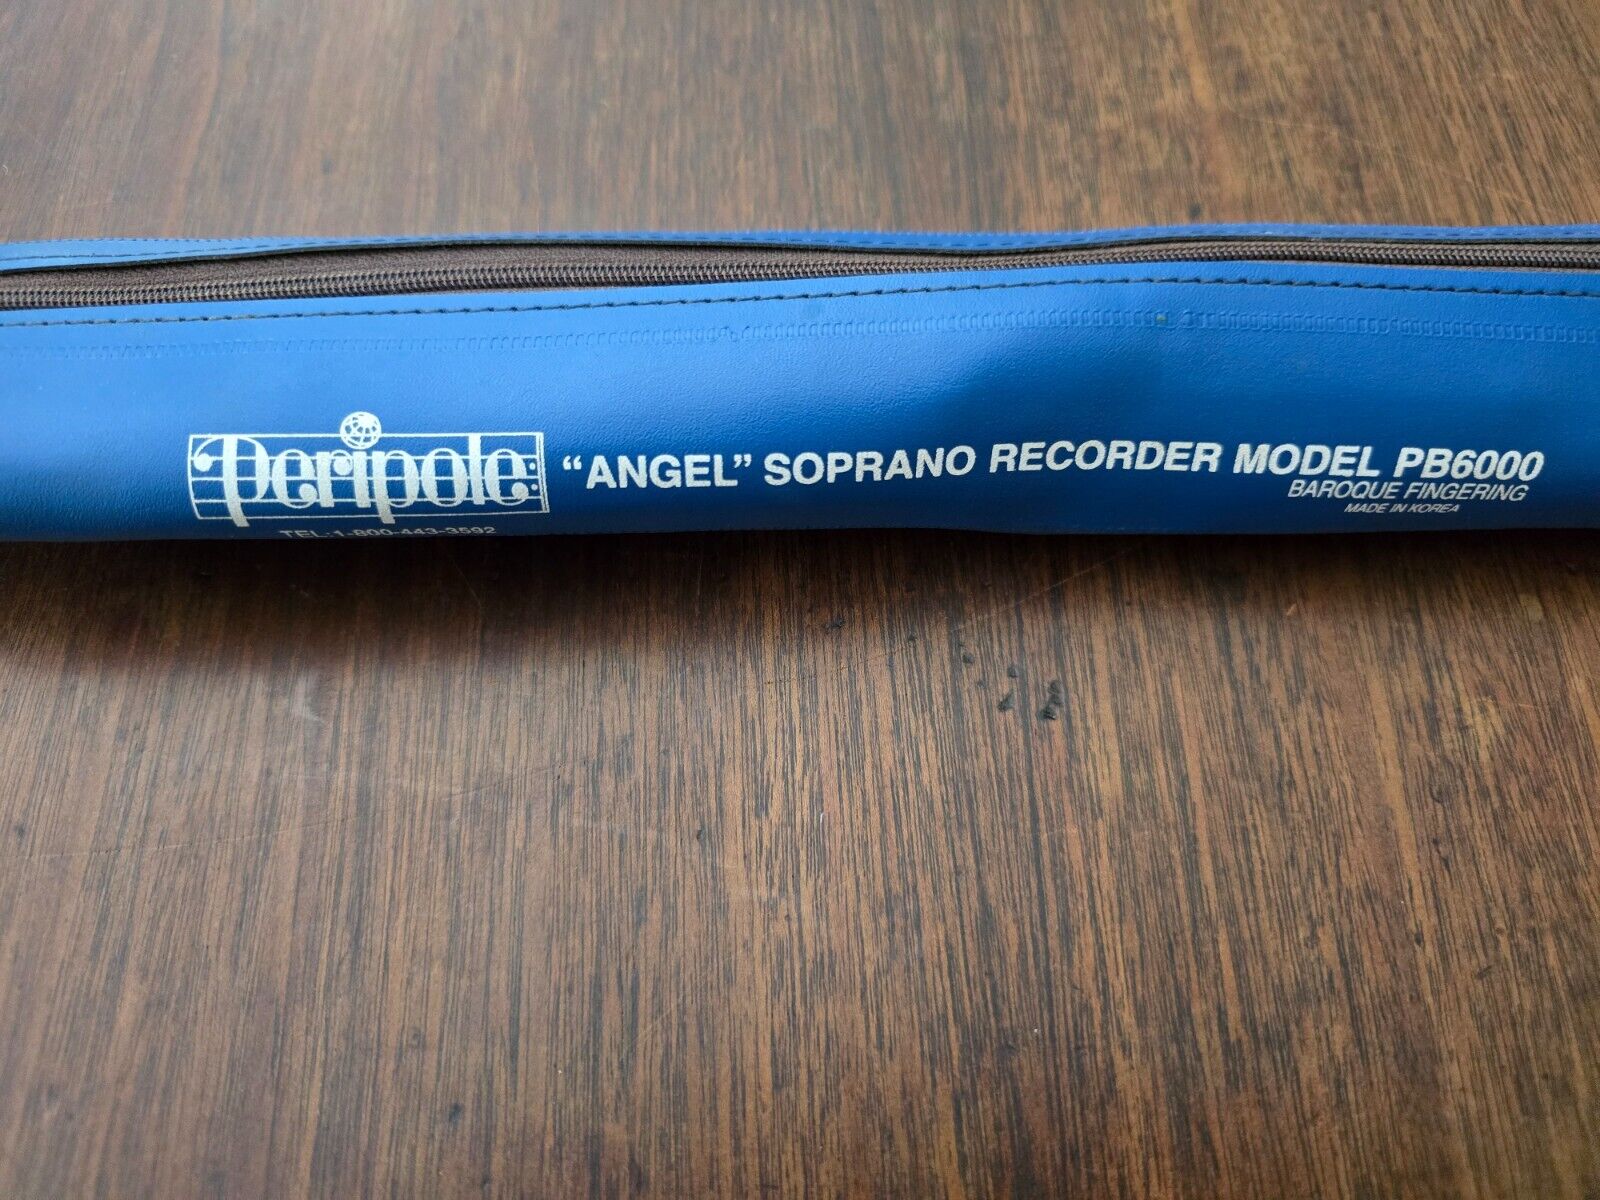 Peripole
TEL:1-800-443-3592
“ANGEL” SOPRANO RECORDER MODEL PB6000
BAROQUE FINGERING
MADE IN KOREA